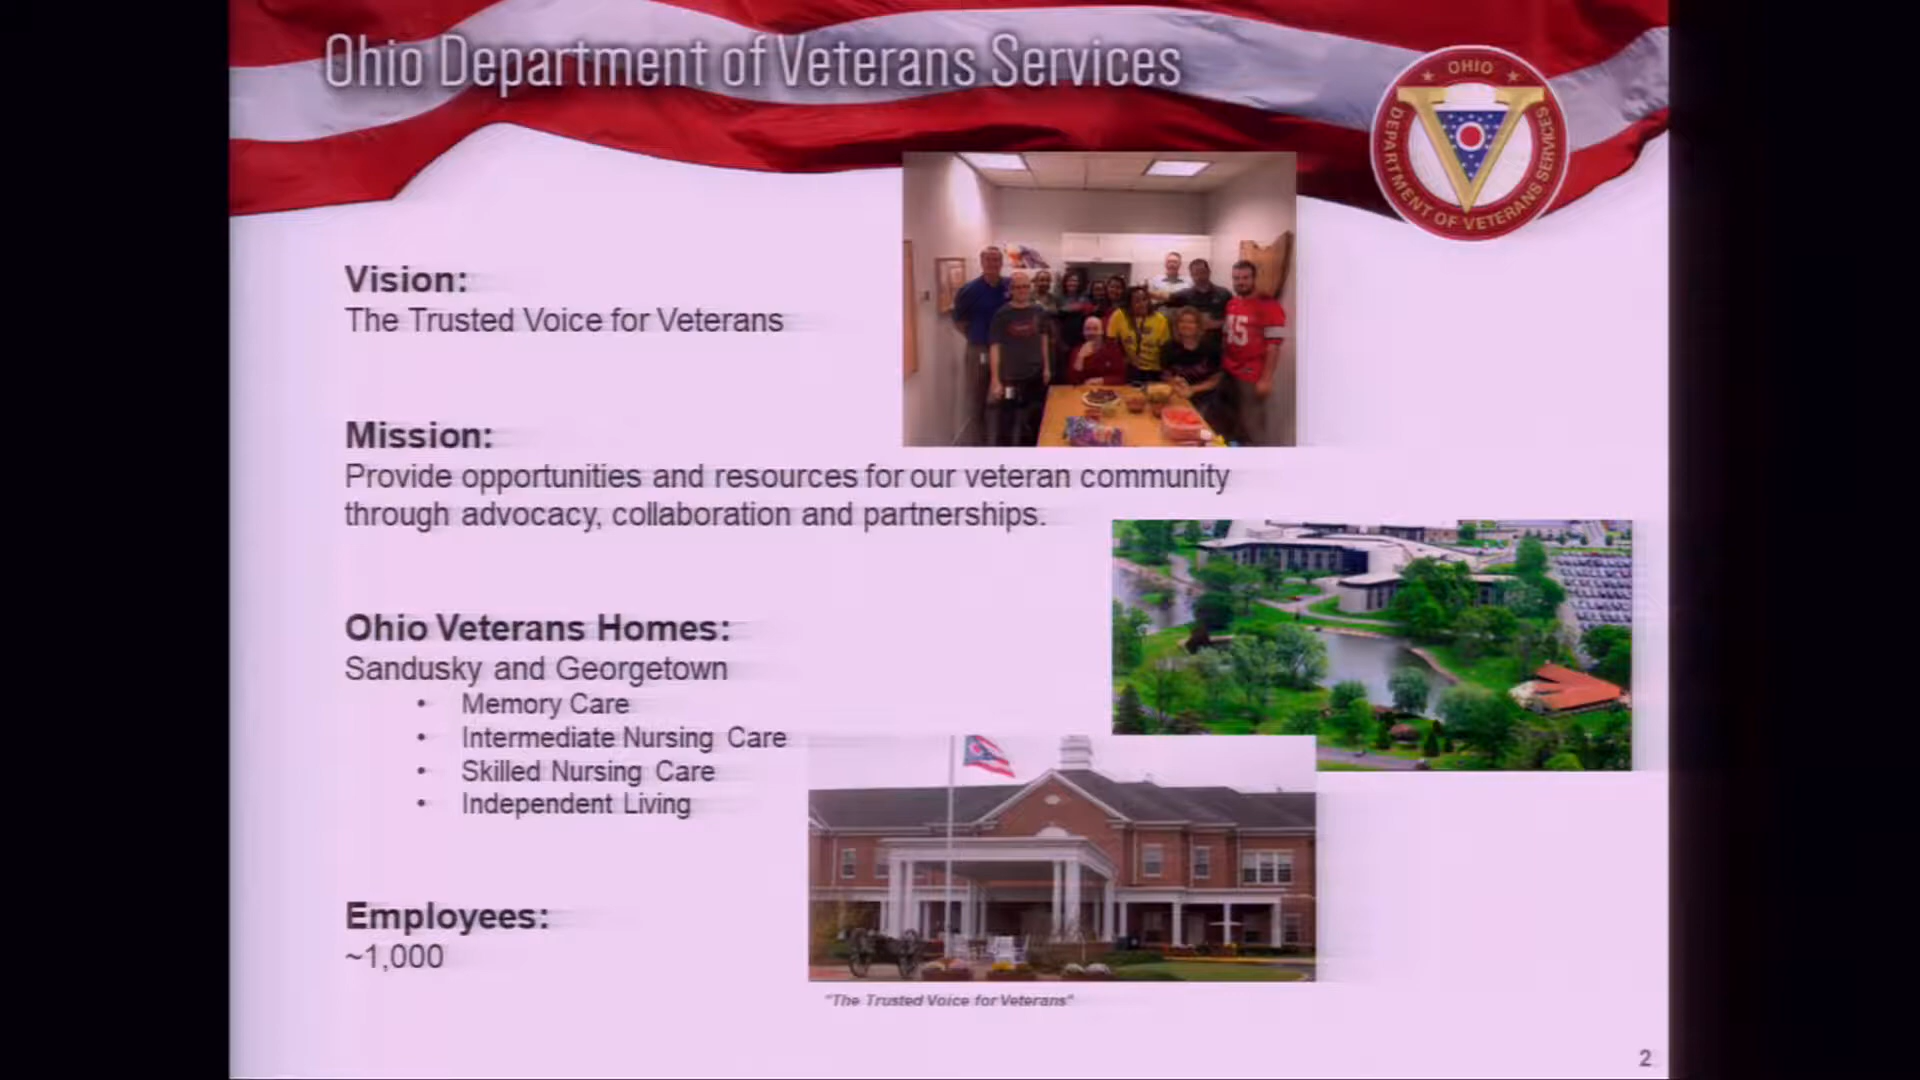 Ohio Department of Veterans Services
OHIO
DEPARTMENT OF VETERANS SERVICES
Vision:
The Trusted Voice for Veterans
45
Mission:
Provide opportunities and resources for our veteran community
through advocacy, collaboration and partnerships.
Ohio Veterans Homes:
Sandusky and Georgetown
• Memory Care
• Intermediate Nursing Care
• Skilled Nursing Care
• Independent Living
Employees:
~1,000
"The Trusted Voice for Veterans"
2